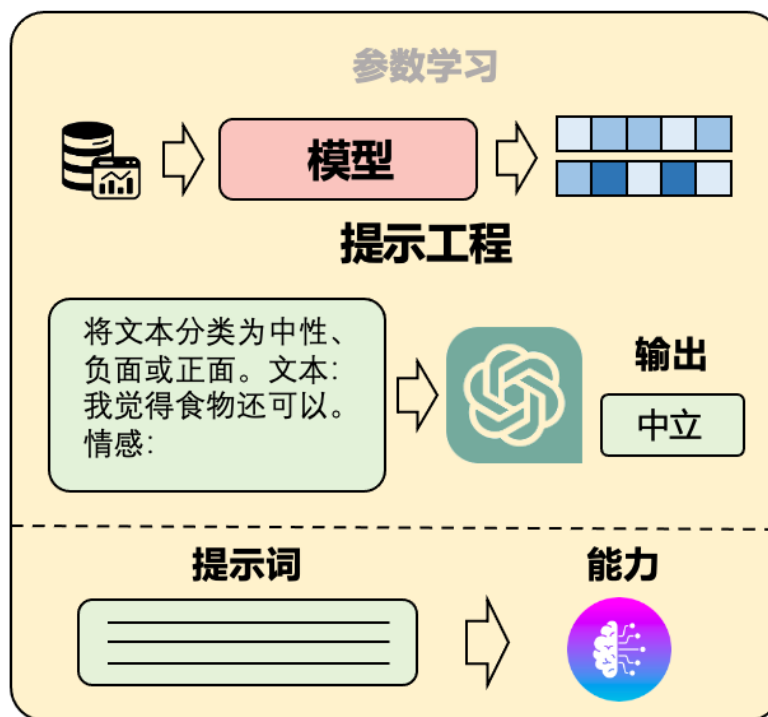 参数学习
模型
提示工程
将文本分类为中性、
负面或正面。文本：
我觉得食物还可以。
情感：
输出
中立
提示词
能力